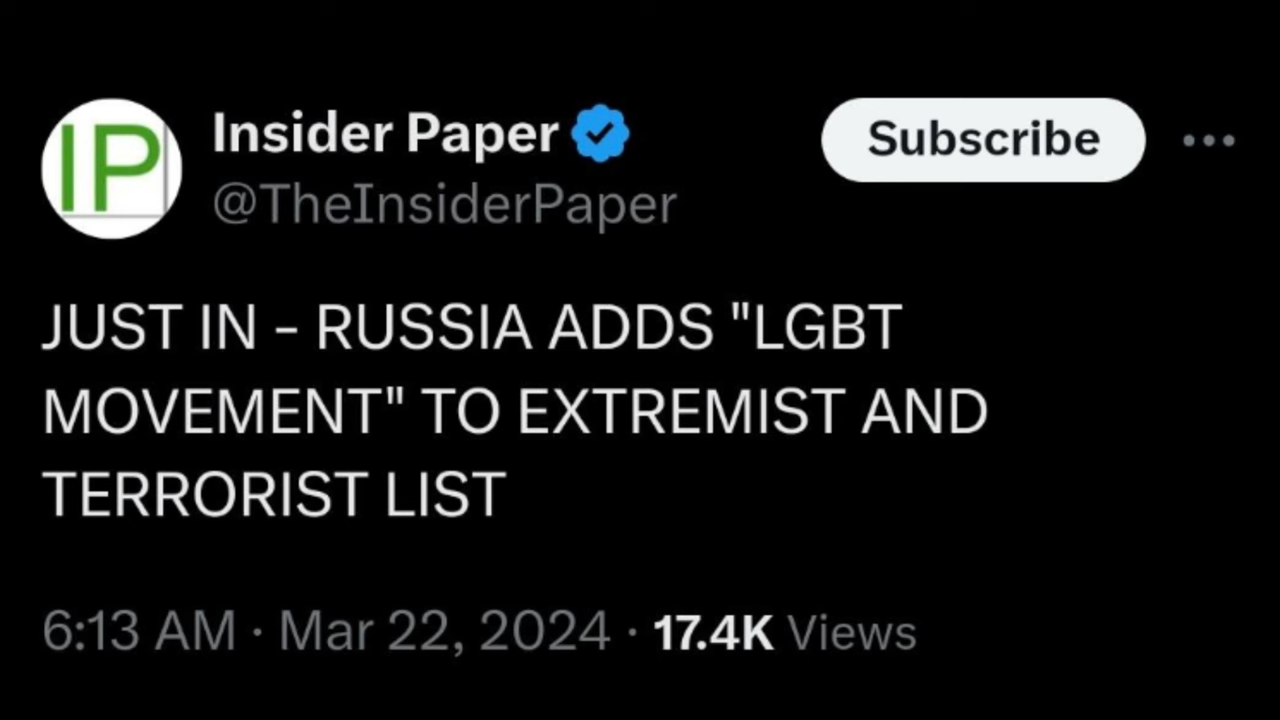 IP
Insider Paper
Subscribe
@TheInsiderPaper
JUST IN - RUSSIA ADDS "LGBT
MOVEMENT" TO EXTREMIST AND
TERRORIST LIST
6:13 AM · Mar 22, 2024 · 17.4K Views